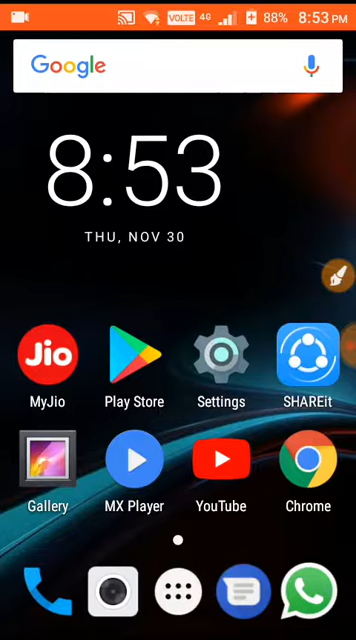 VOLTE 4G 88% 8:53 PM
Google
8:53
THU, NOV 30
Jio
MyJio Play Store Settings SHAREit
Gallery MX Player YouTube Chrome